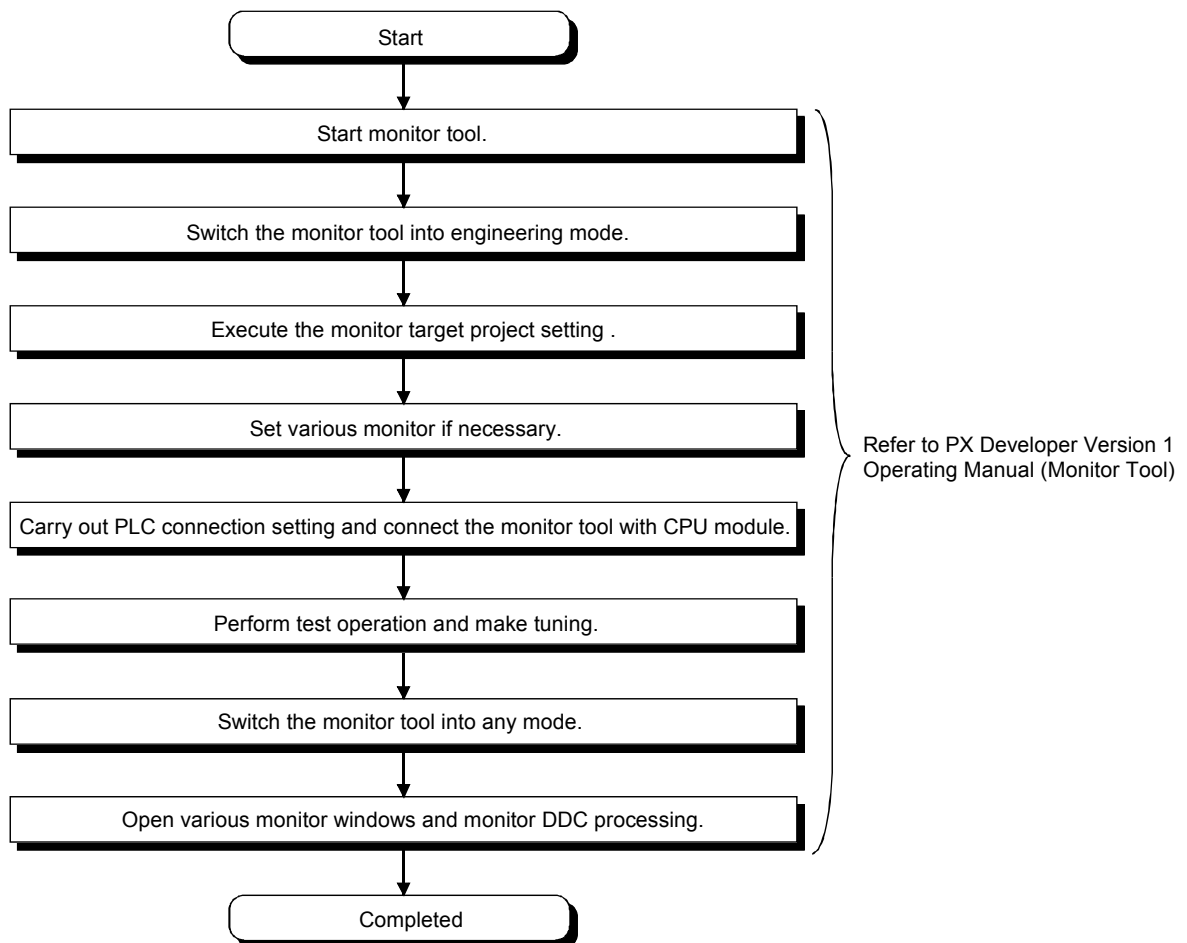 Start
Start monitor tool.
Switch the monitor tool into engineering mode.
Execute the monitor target project setting .
Set various monitor if necessary.
Carry out PLC connection setting and connect the monitor tool with CPU module.
Perform test operation and make tuning.
Switch the monitor tool into any mode.
Open various monitor windows and monitor DDC processing.
Completed
Refer to PX Developer Version 1
Operating Manual (Monitor Tool)